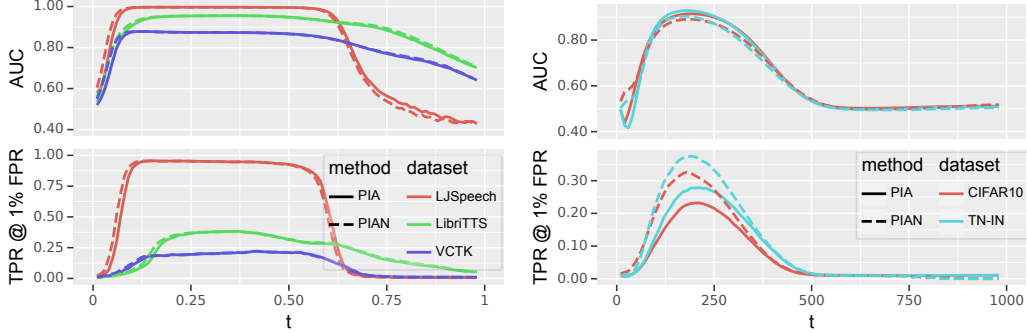 1.00
0.80
0.60
0.40
AUC
1.00
0.75
0.50
0.25
0.00
TPR @ 1% FPR
method dataset
PIA LJSpeech
PIAN LibriTTS
VCTK
0 0.25 0.5 0.75 1
t
0.80
0.60
0.40
AUC
0.30
0.20
0.10
0.00
TPR @ 1% FPR
method dataset
PIA CIFAR10
PIAN TN-IN
0 250 500 750 1000
t